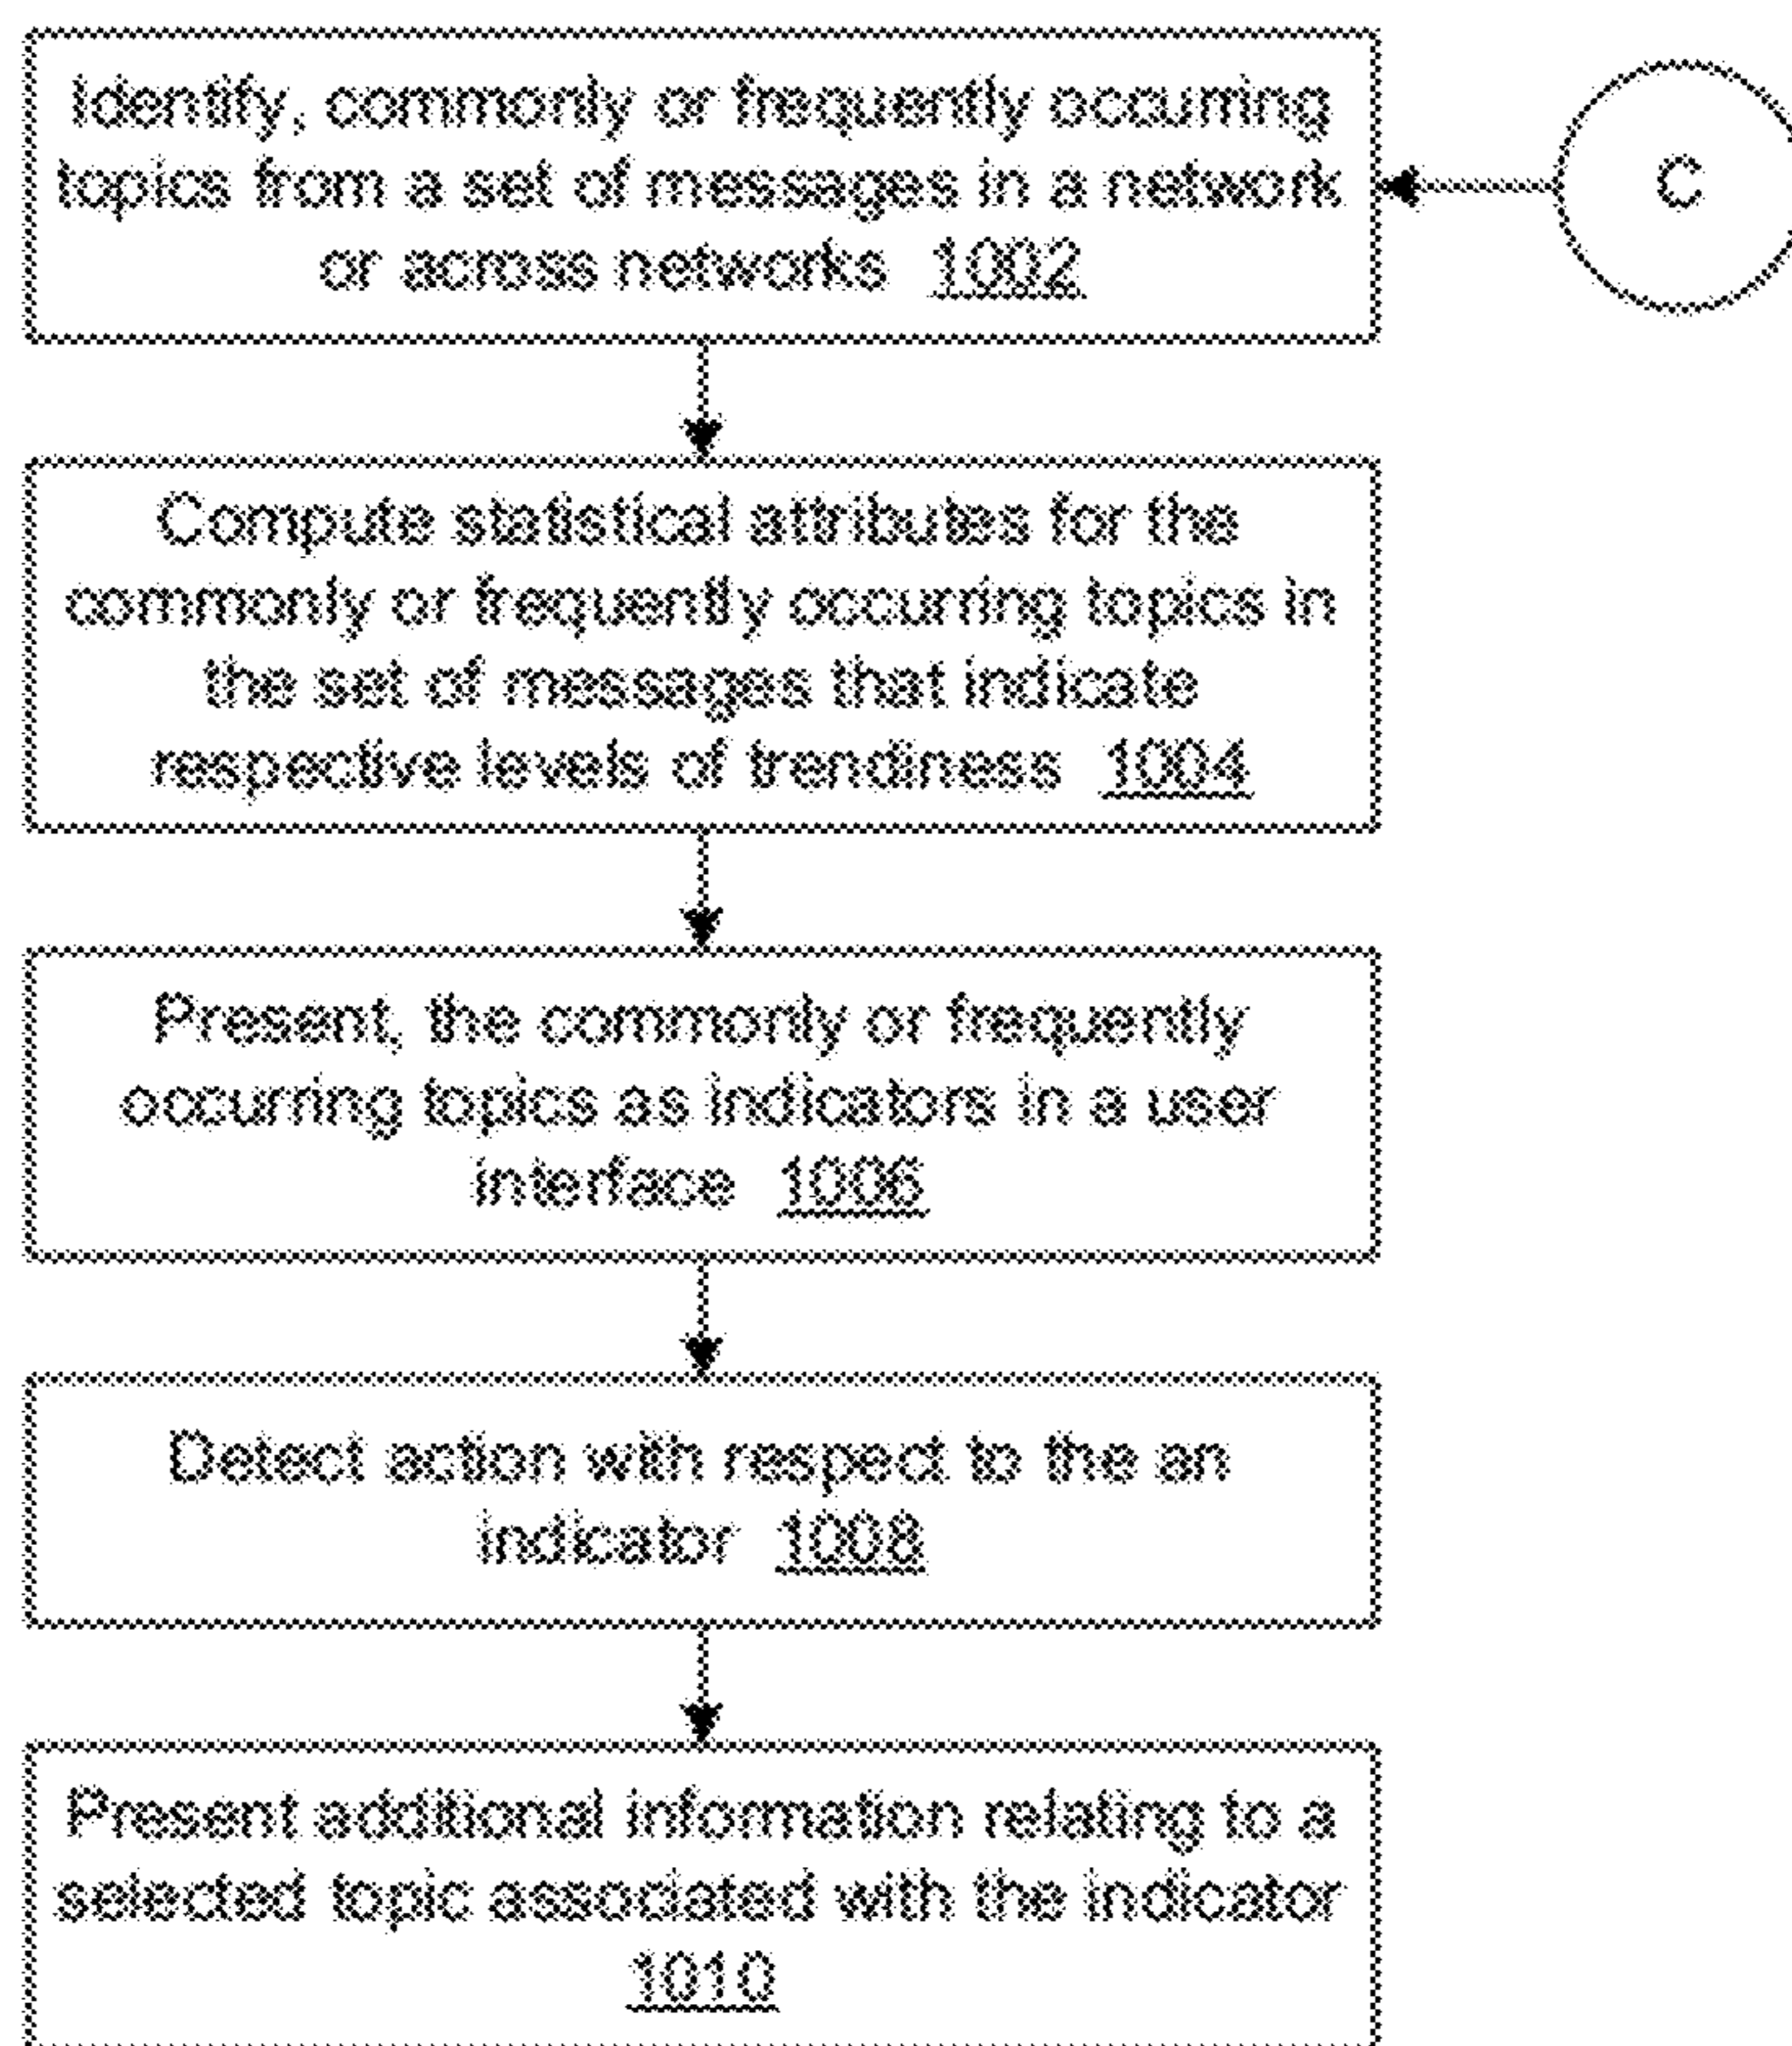 Identify, commonly or frequently occurring
topics from a set of messages in a network
or across networks 1002
C
Compute statistical attributes for the
commonly or frequently occurring topics in
the set of messages that indicate
respective levels of trendiness 1004
Present, the commonly or frequently
occurring topics as indicators in a user
interface 1006
Detect action with respect to the an
indicator 1008
Present additional information relating to a
selected topic associated with the indicator
1010